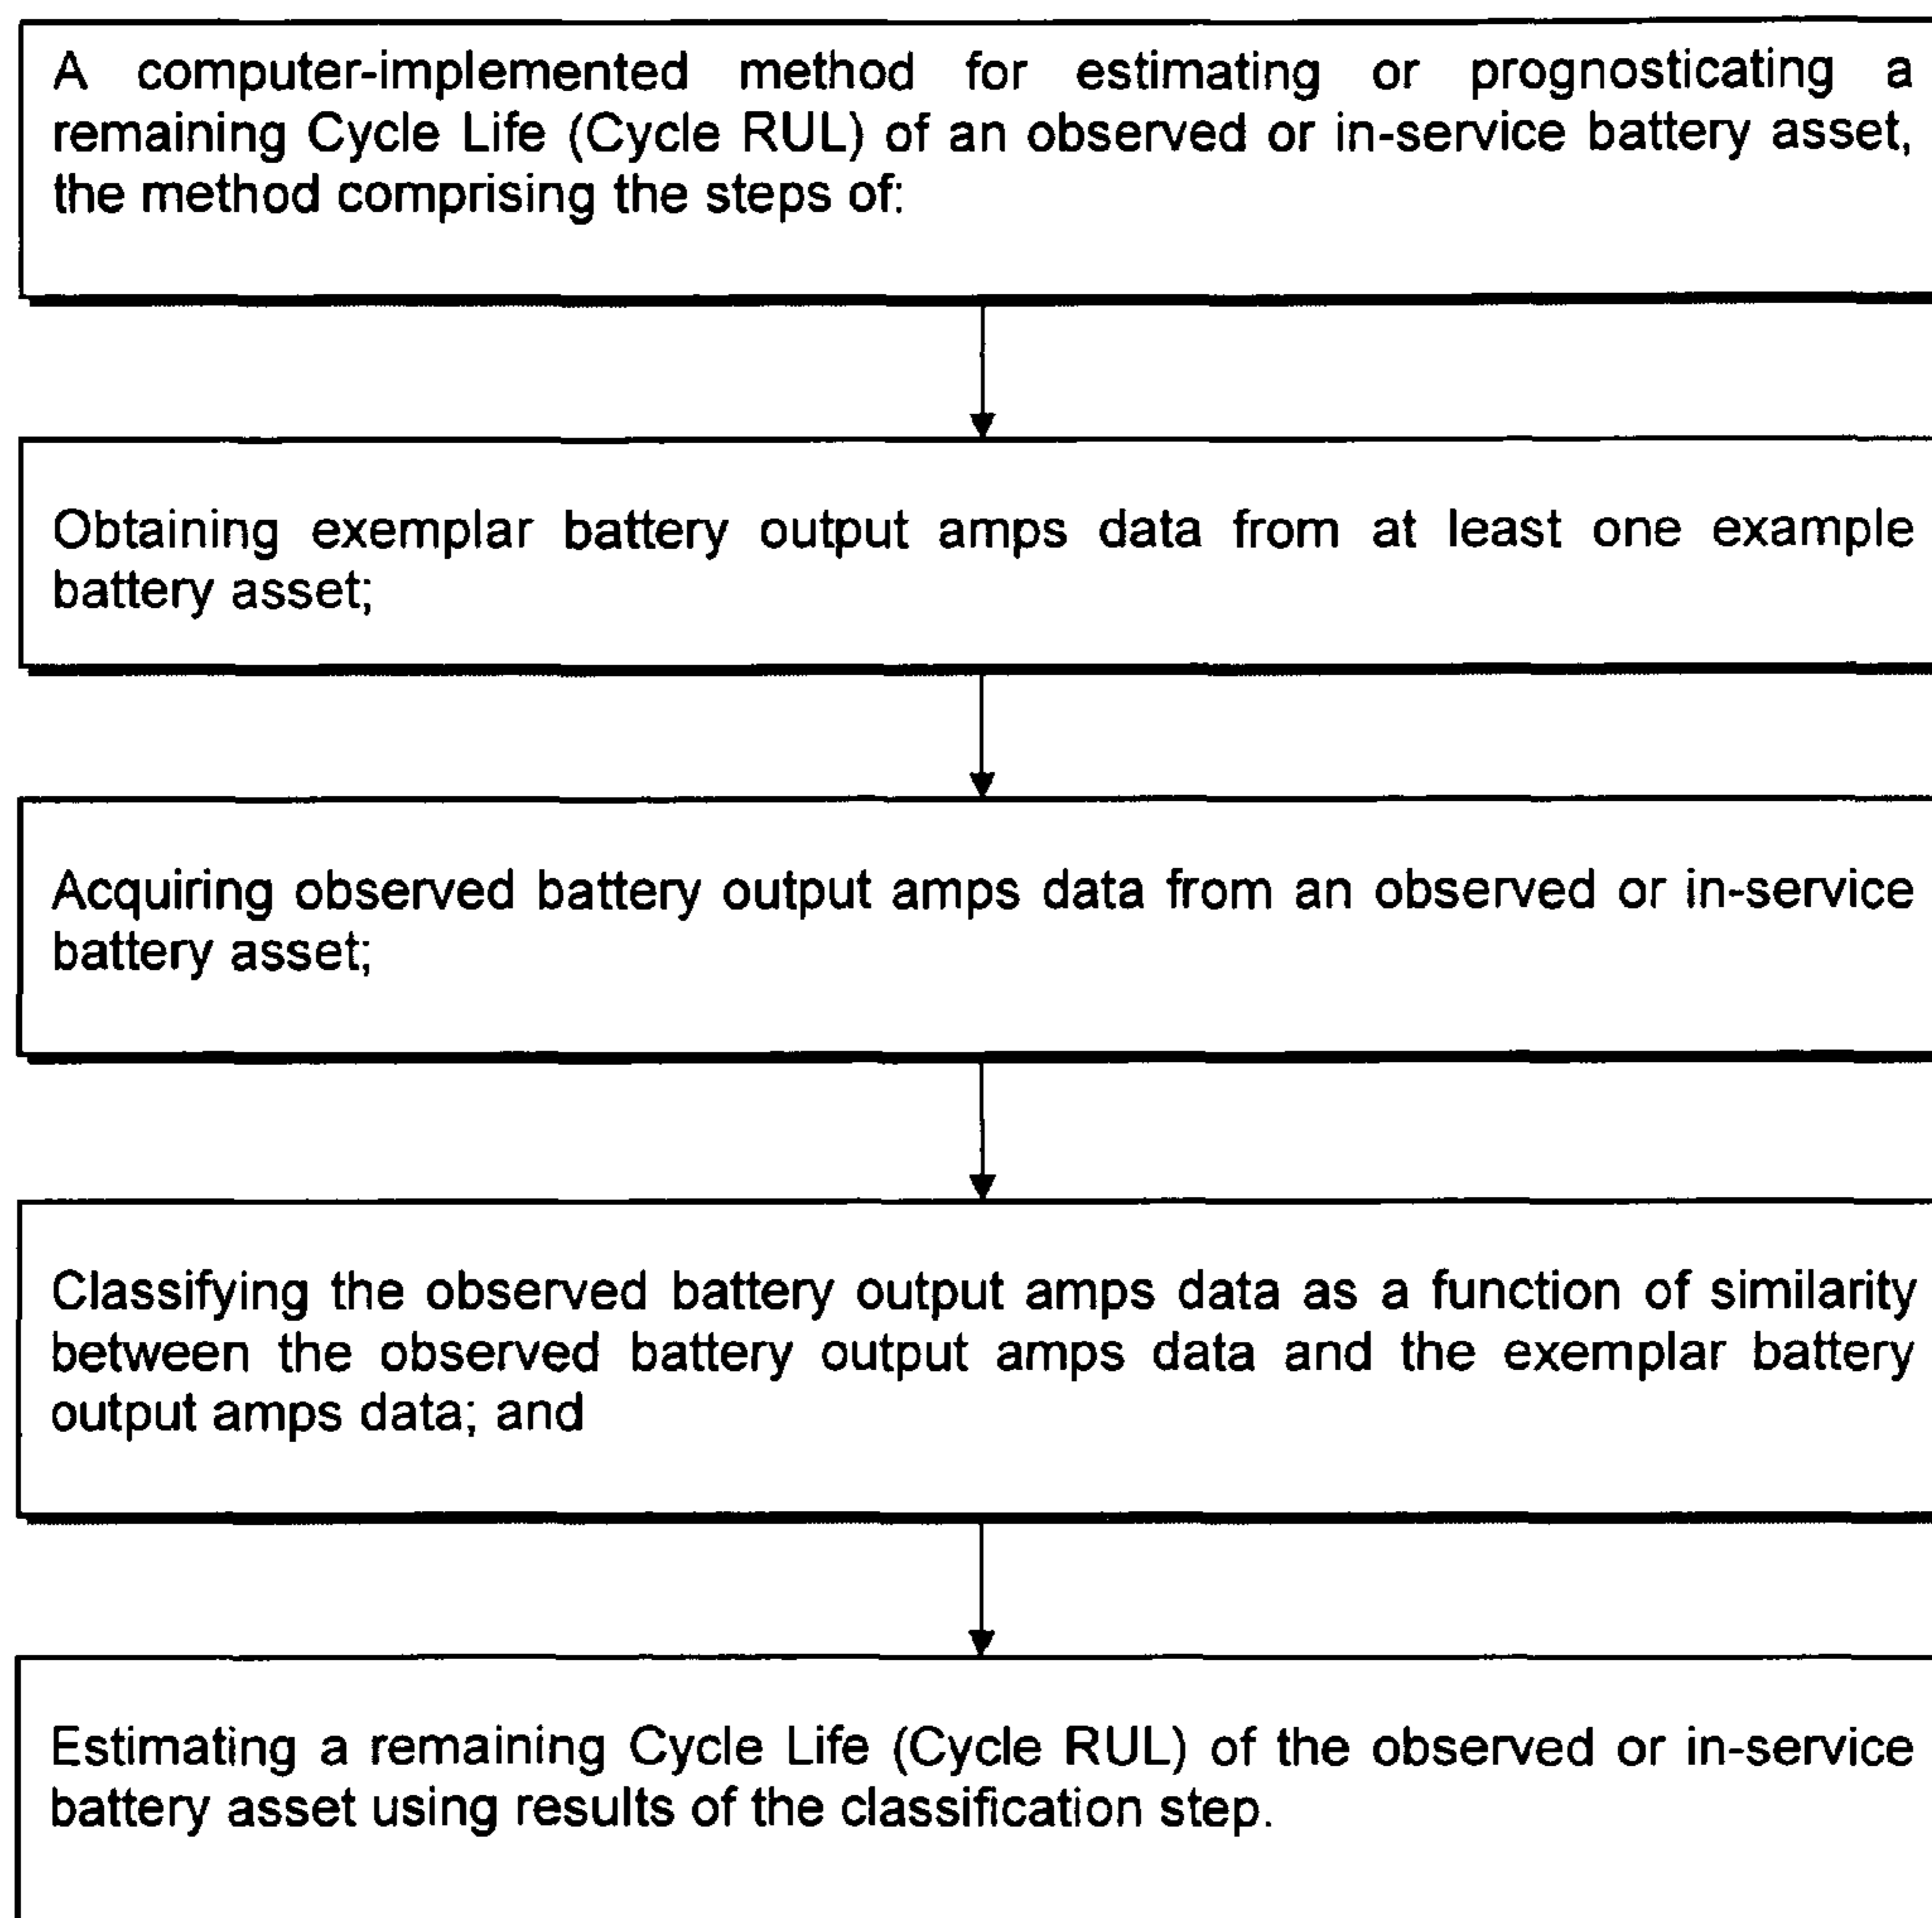 A computer-implemented method for estimating or prognosticating a
remaining Cycle Life (Cycle RUL) of an observed or in-service battery asset,
the method comprising the steps of:
Obtaining exemplar battery output amps data from at least one example
battery asset;
Acquiring observed battery output amps data from an observed or in-service
battery asset;
Classifying the observed battery output amps data as a function of similarity
between the observed battery output amps data and the exemplar battery
output amps data; and
Estimating a remaining Cycle Life (Cycle RUL) of the observed or in-service
battery asset using results of the classification step.